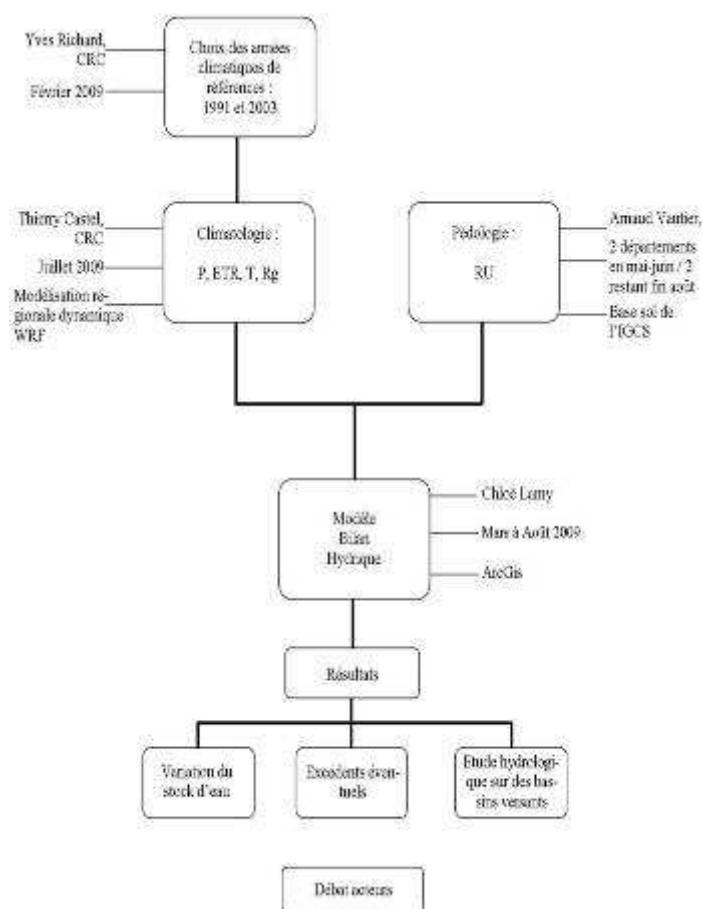 Yves Richard,
CRC
Février 2009
Choix des années
climatiques de
références :
1991 et 2003
Thierry Castel,
CRC
Juillet 2009
Modélisation ré-
gionale dynamique
WRF
Climatologie :
P, ETR, T, Rg
Pédologie :
RU
Arnaud Vautier,
2 départements
en mai-juin / 2
restant fin août
Base sol de
l'IGCS
Modèle
Bilan
Hydrique
Chloé Lamy
Mars à Août 2009
ArcGis
Résultats
Variation du
stock d'eau
Excédents éven-
tuels
Etude hydrologi-
que sur des bas-
sins versants
Débat acteurs